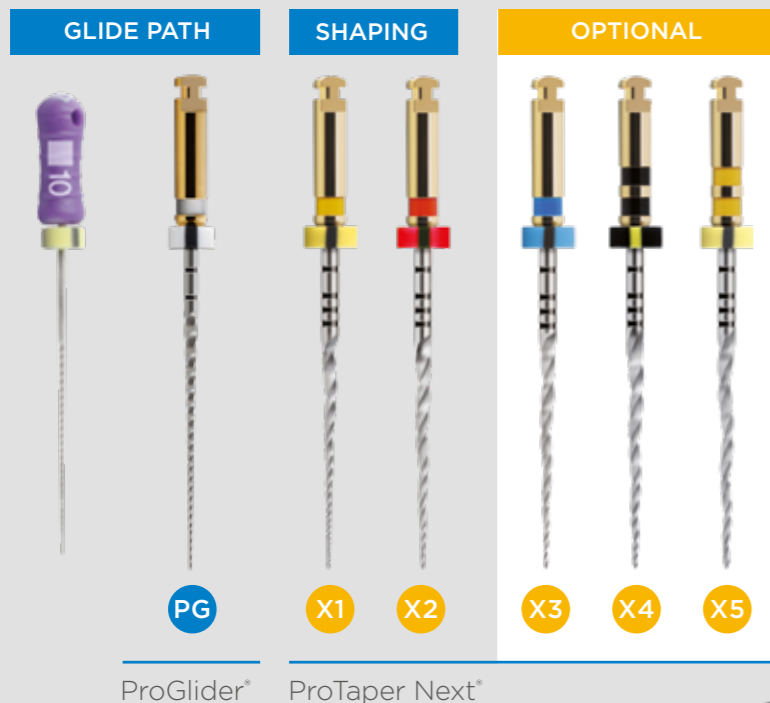 GLIDE PATH
SHAPING
OPTIONAL
10
PG
X1
X2
X3
X4
X5
ProGlider®
ProTaper Next®